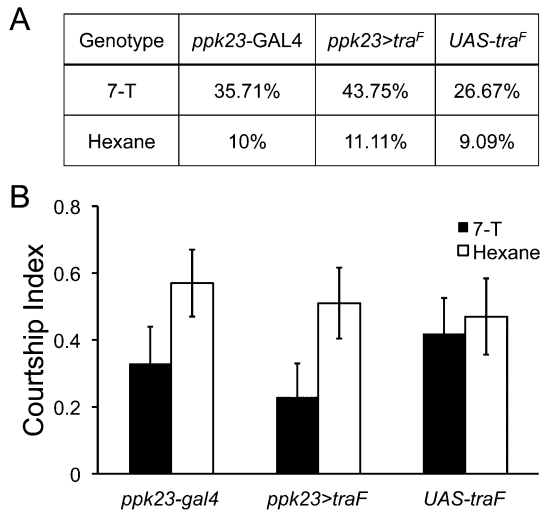 A
Genotype ppk23-GAL4 ppk23>traF UAS-traF
7-T 35.71% 43.75% 26.67%
Hexane 10% 11.11% 9.09%
B
0.8
0.6
0.4
0.2
0
Courtship Index
7-T
Hexane
ppk23-gal4 ppk23>traF UAS-traF